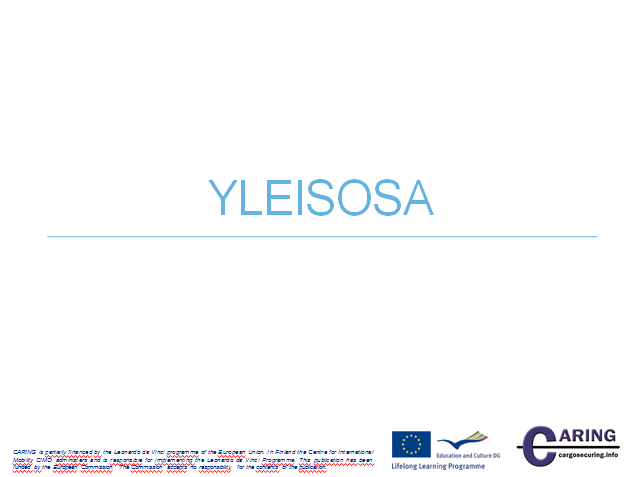 YLEISOSA
CARING is partially financed by the Leonardo da Vinci programme of the European Union. In Finland the Centre for International
Mobility CIMO administers and is responsible for implementing the Leonardo da Vinci Programme. This publication has been
funded by the European Commission. The Commission accepts no responsibility for the contents of the publication.
Education and Culture DG
Lifelong Learning Programme
CARING
cargosecuring.info